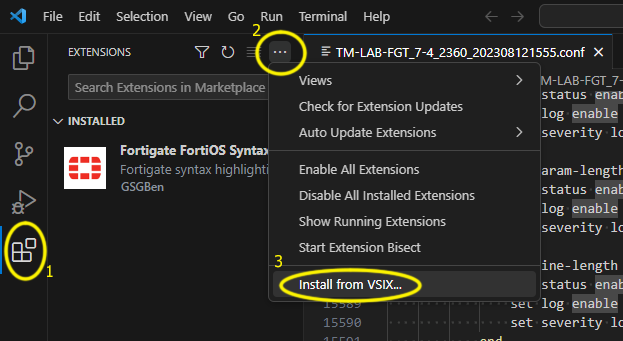 File Edit Selection View Go Run Terminal Help
2
EXTENSIONS
TM-LAB-FGT_7-4_2360_202308121555.conf
Search Extensions in Marketplace
INSTALLED
Fortigate FortiOS Syntax
Fortigate syntax highlighti
GSGBen
1
Views
Check for Extension Updates
Auto Update Extensions
Enable All Extensions
Disable All Installed Extensions
Show Running Extensions
Start Extension Bisect
3
Install from VSIX...
TM-LAB-FGT_7-
status enab
log enable
severity lo
aram-length
status enab
log enable
severity lo
ine-length
status enab
15589 set log enable
15590 set severity lo
end